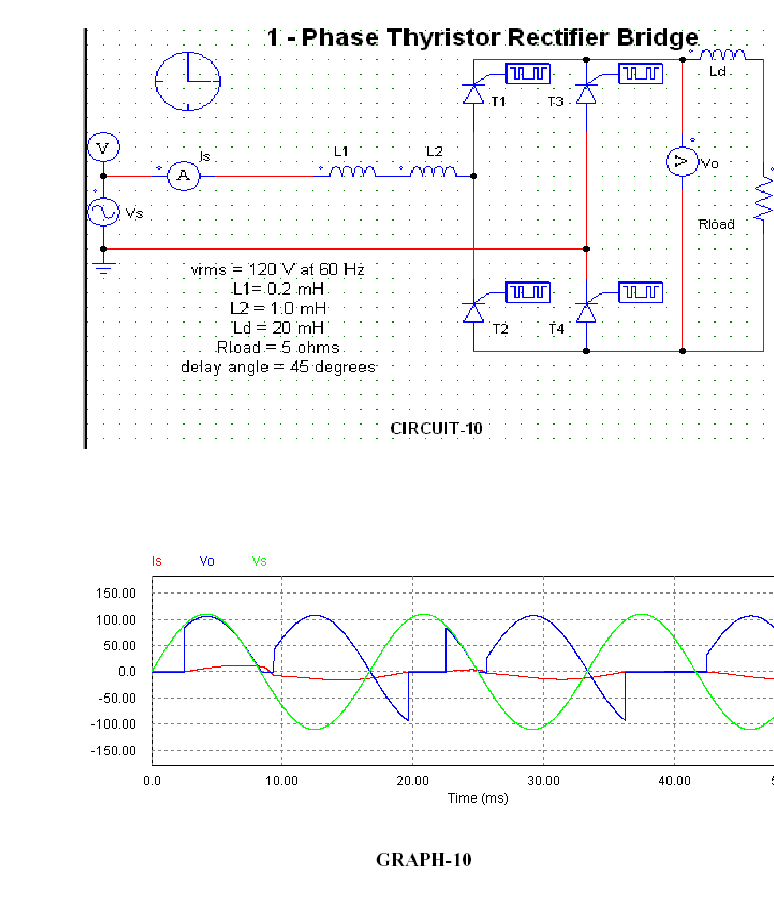 1 - Phase Thyristor Rectifier Bridge
Ld
T1
T3
V
Is
L1
L2
A
V
Vo
Vs
Rload
vrms = 120 V at 60 Hz
L1= 0.2 mH
L2 = 1.0 mH
Ld = 20 mH
Rload = 5 ohms
delay angle = 45 degrees
T2
T4
CIRCUIT-10
Is Vo Vs
150.00
100.00
50.00
0.0
-50.00
-100.00
-150.00
0.0 10.00 20.00 30.00 40.00
Time (ms)
GRAPH-10